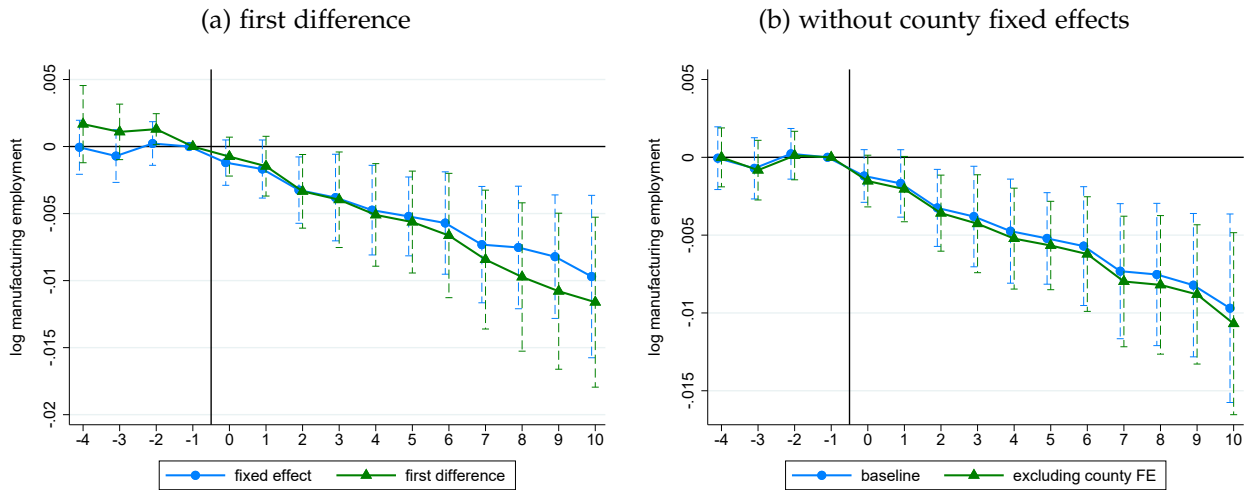 (a) first difference
log manufacturing employment
.005
0
-.005
-.01
-.015
-.02
-4 -3 -2 -1 0 1 2 3 4 5 6 7 8 9 10
fixed effect first difference
(b) without county fixed effects
log manufacturing employment
.005
0
-.005
-.01
-.015
-4 -3 -2 -1 0 1 2 3 4 5 6 7 8 9 10
baseline excluding county FE